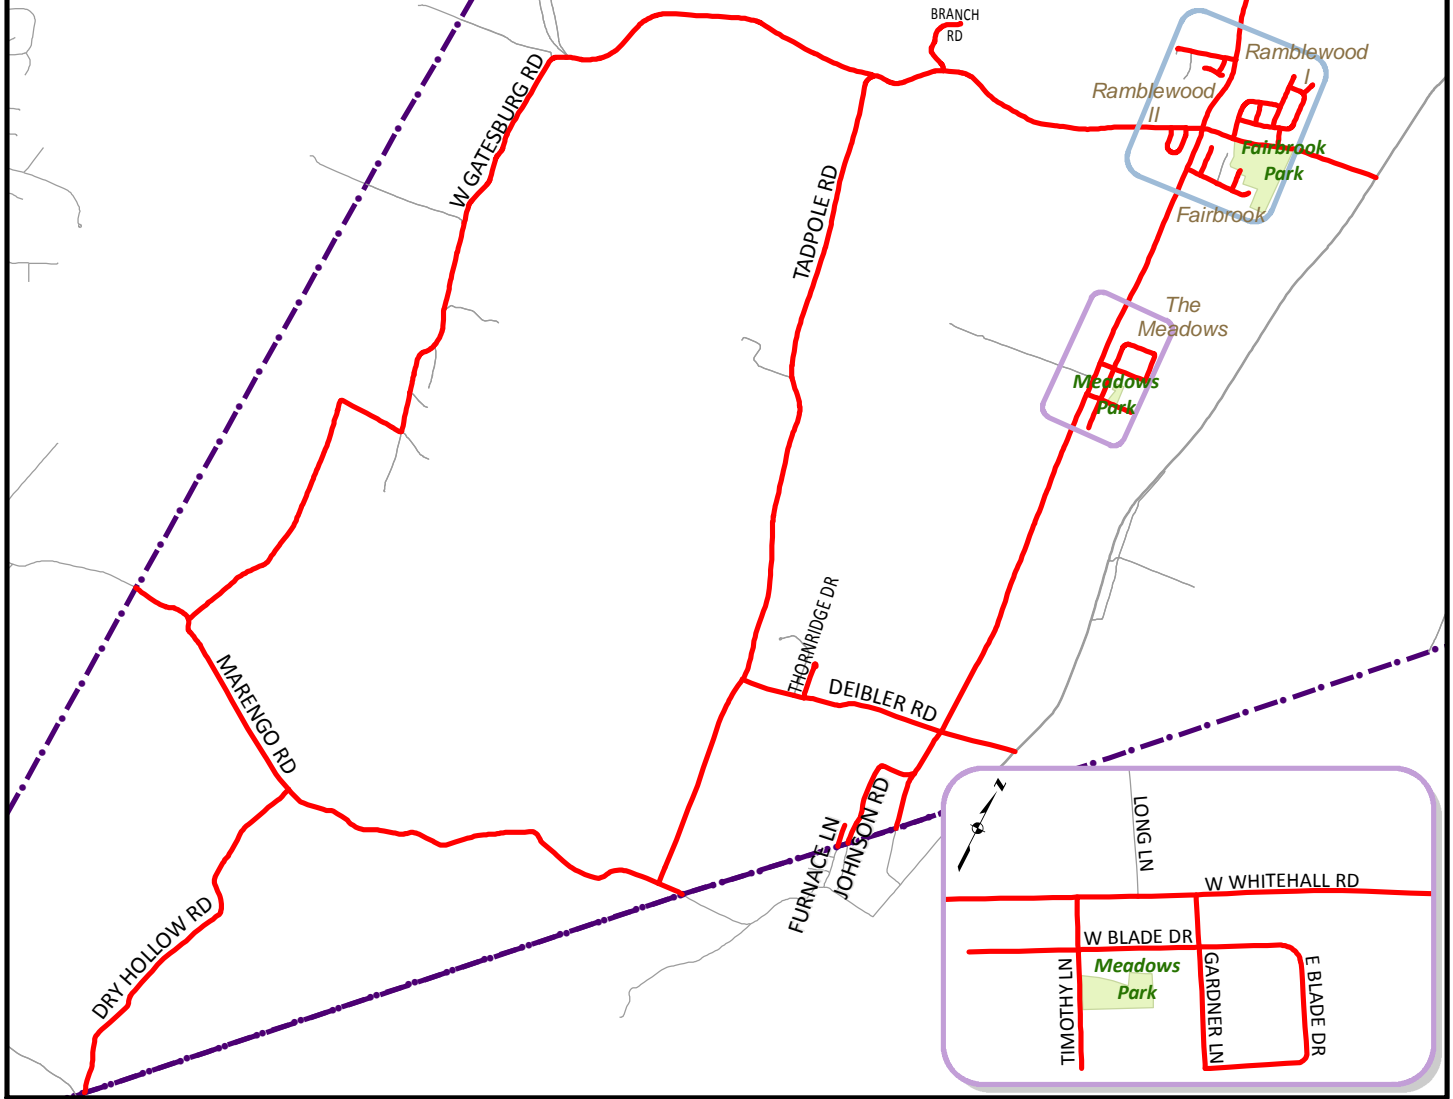 BRANCH
RD
Ramblewood
I
Ramblewood
II
W GATESBURG RD
Fairbrook
Park
Fairbrook
TADPOLE RD
The
Meadows
Meadows
Park
THORNRIDGE DR
DEIBLER RD
MARENGO RD
JOHNSON RD
FURNACE LN
DRY HOLLOW RD
N
LONG LN
W WHITEHALL RD
W BLADE DR
Meadows
Park
TIMOTHY LN
GARDNER LN
E BLADE DR